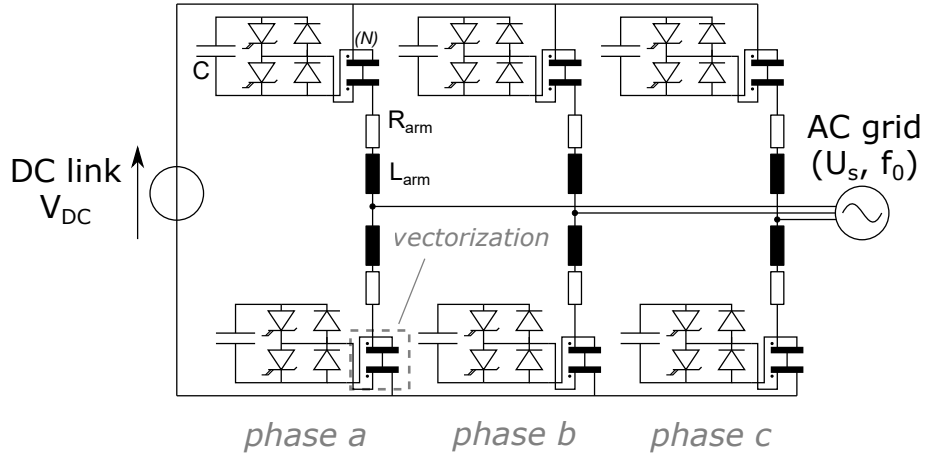 (N)
C
R_arm
L_arm
DC link
V_DC
AC grid
(U_s, f_0)
vectorization
phase a
phase b
phase c